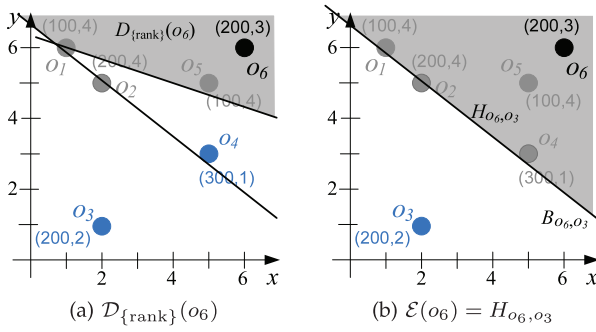 y
(100,4)
D{rank}(o6)
(200,3)
6
o1
(200,4)
o5
o6
o2
(100,4)
4
o4
(300,1)
2
o3
(200,2)
2
4
6
x
(a) D{rank}(o6)
y
(100,4)
(200,3)
6
o1
(200,4)
o5
o6
o2
Ho6,o3
(100,4)
4
o4
(300,1)
2
o3
Bo6,o3
(200,2)
2
4
6
x
(b) E(o6) = Ho6,o3